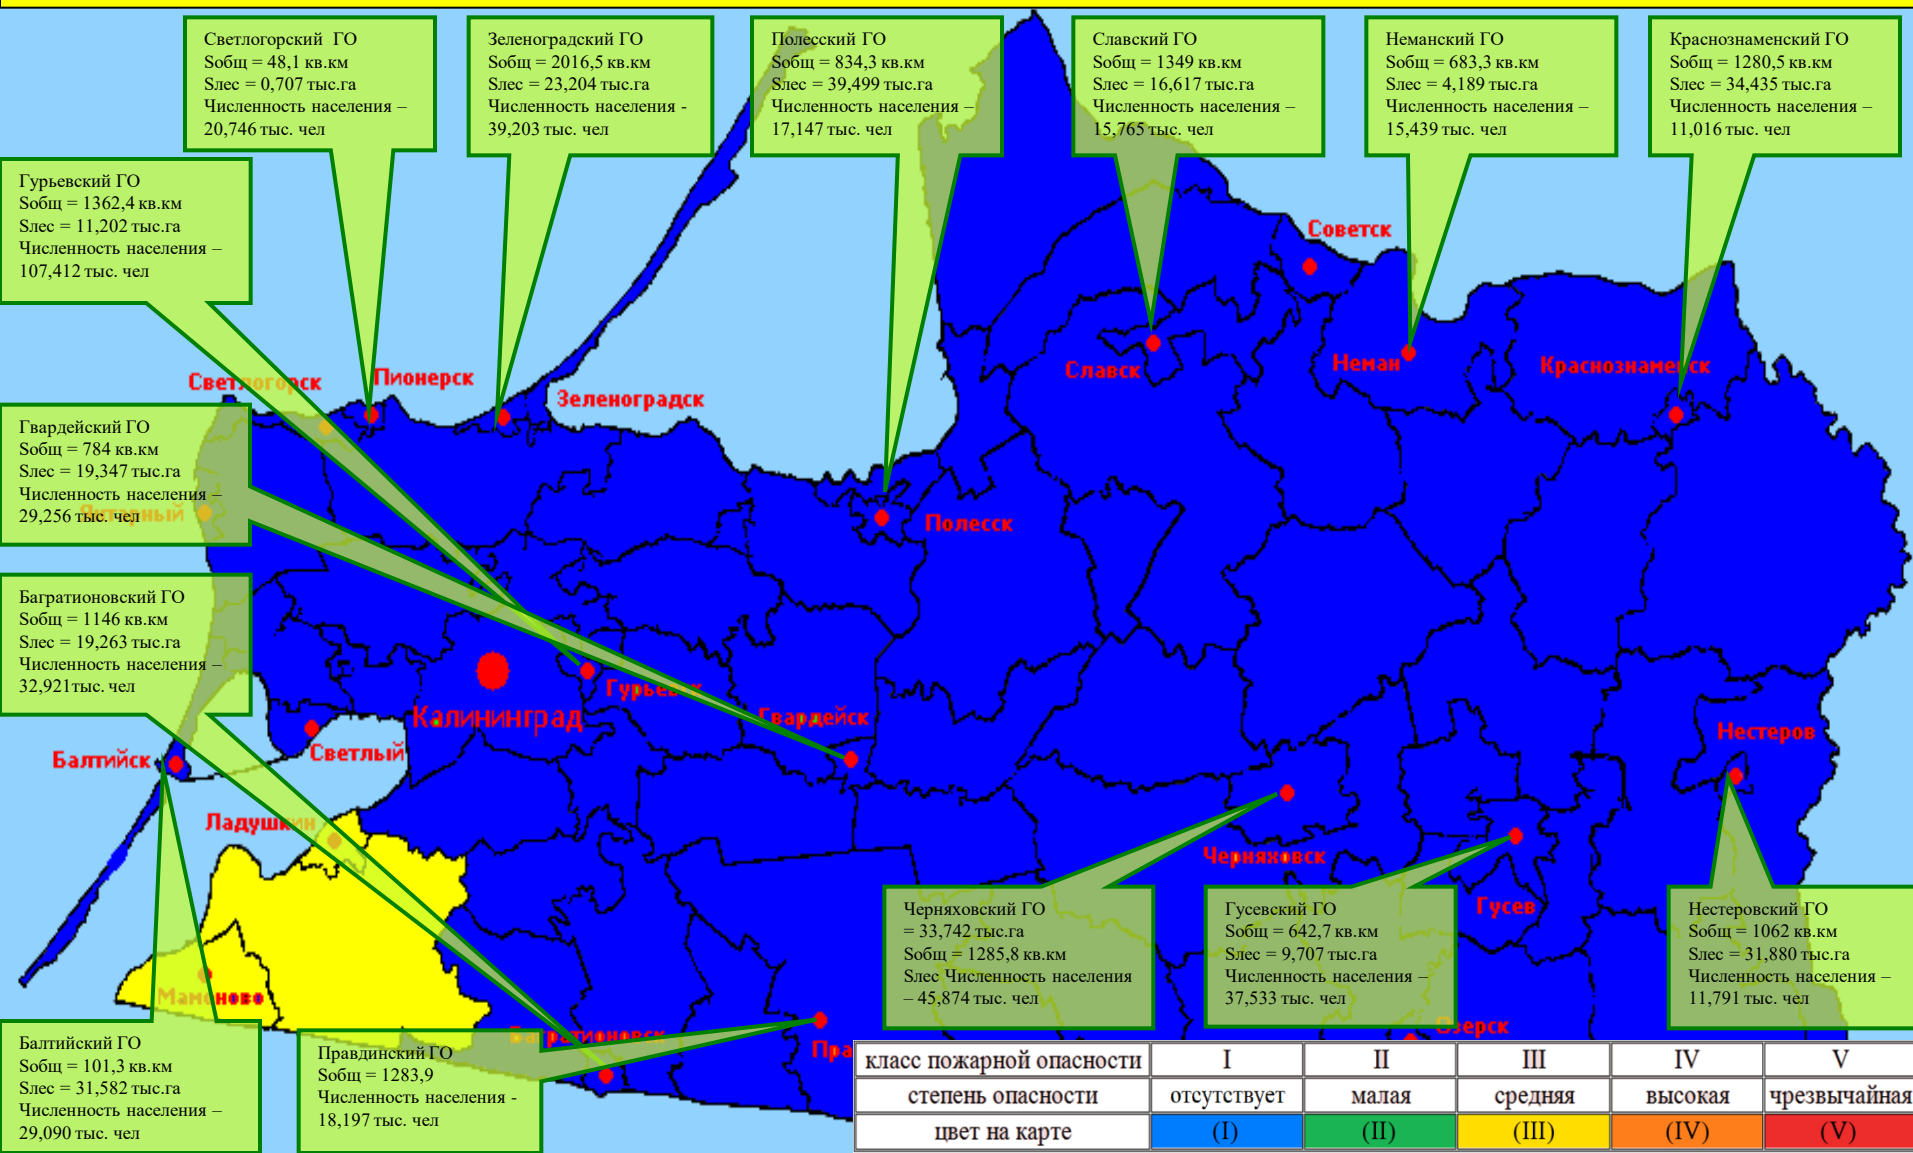 Светлогорский ГО
Sобщ = 48,1 кв.км
Sлес = 0,707 тыс.га
Численность населения –
20,746 тыс. чел
Зеленоградский ГО
Sобщ = 2016,5 кв.км
Sлес = 23,204 тыс.га
Численность населения -
39,203 тыс. чел
Полесский ГО
Sобщ = 834,3 кв.км
Sлес = 39,499 тыс.га
Численность населения –
17,147 тыс. чел
Славский ГО
Sобщ = 1349 кв.км
Sлес = 16,617 тыс.га
Численность населения –
15,765 тыс. чел
Неманский ГО
Sобщ = 683,3 кв.км
Sлес = 4,189 тыс.га
Численность населения –
15,439 тыс. чел
Краснознаменский ГО
Sобщ = 1280,5 кв.км
Sлес = 34,435 тыс.га
Численность населения –
11,016 тыс. чел
Гурьевский ГО
Sобщ = 1362,4 кв.км
Sлес = 11,202 тыс.га
Численность населения –
107,412 тыс. чел
Советск
Славск
Неман
Краснознаменск
Светлогорск
Пионерск
Зеленоградск
Гвардейский ГО
Sобщ = 784 кв.км
Sлес = 19,347 тыс.га
Численность населения –
29,256 тыс. чел
Янтарный
Полесск
Багратионовский ГО
Sобщ = 1146 кв.км
Sлес = 19,263 тыс.га
Численность населения –
32,921тыс. чел
Гурьевск
Калининград
Гвардейск
Нестеров
Балтийск
Светлый
Ладушкин
Черняховск
Гусев
Черняховский ГО
= 33,742 тыс.га
Sобщ = 1285,8 кв.км
Sлес Численность населения
– 45,874 тыс. чел
Гусевский ГО
Sобщ = 642,7 кв.км
Sлес = 9,707 тыс.га
Численность населения –
37,533 тыс. чел
Нестеровский ГО
Sобщ = 1062 кв.км
Sлес = 31,880 тыс.га
Численность населения –
11,791 тыс. чел
Мамоново
Багратионовск
Озерск
Пра
Балтийский ГО
Sобщ = 101,3 кв.км
Sлес = 31,582 тыс.га
Численность населения –
29,090 тыс. чел
Правдинский ГО
Sобщ = 1283,9
Численность населения -
18,197 тыс. чел
класс пожарной опасности I II III IV V
степень опасности отсутствует малая средняя высокая чрезвычайная
цвет на карте (I) (II) (III) (IV) (V)